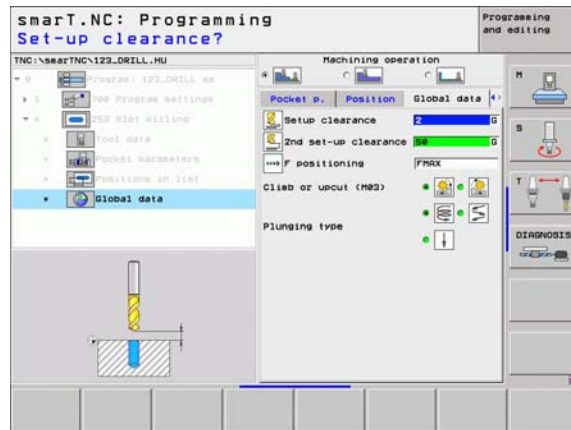 smarT.NC: Programming
Programming
and editing
Set-up clearance?
TNC:\smarTNC\123_DRILL.HU
Machining operation
0 Program: 123_DRILL mm
1 700 Program settings
253 Slot milling
Tool data
Pocket parameters
Positions in list
Global data
Pocket p. Position Global data
Setup clearance 2 G
2nd set-up clearance 50 G
F positioning FMAX
Climb or upcut (M03)
Plunging type
M
S
T
DIAGNOSIS